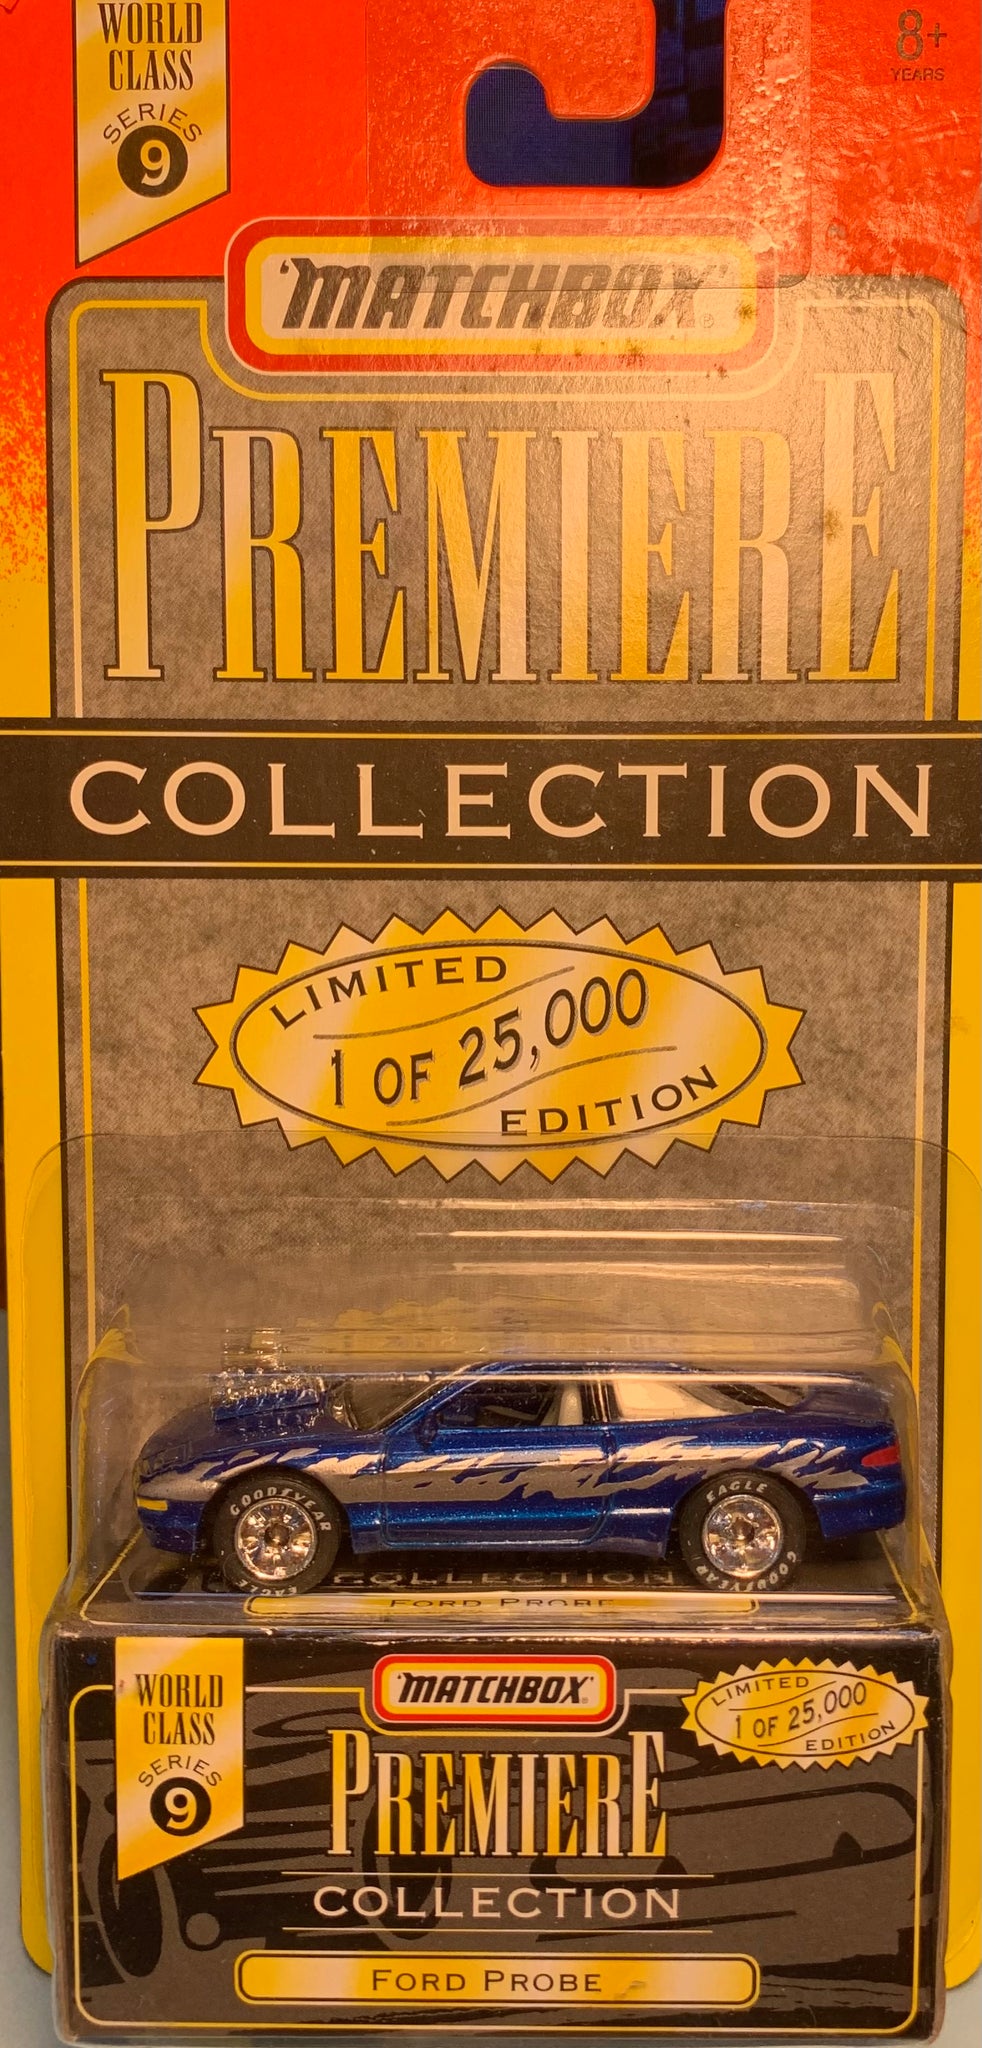 WORLD
CLASS
SERIES
9
8+
YEARS
'MATCHBOX'®
PREMIERE
COLLECTION
LIMITED
1 OF 25,000
EDITION
GOODYEAR
EAGLE
EAGLE
GOODYEAR
COLLECTION
FORD PROBE
WORLD
CLASS
SERIES
9
'MATCHBOX'®
LIMITED
1 OF 25,000
EDITION
PREMIERE
COLLECTION
FORD PROBE